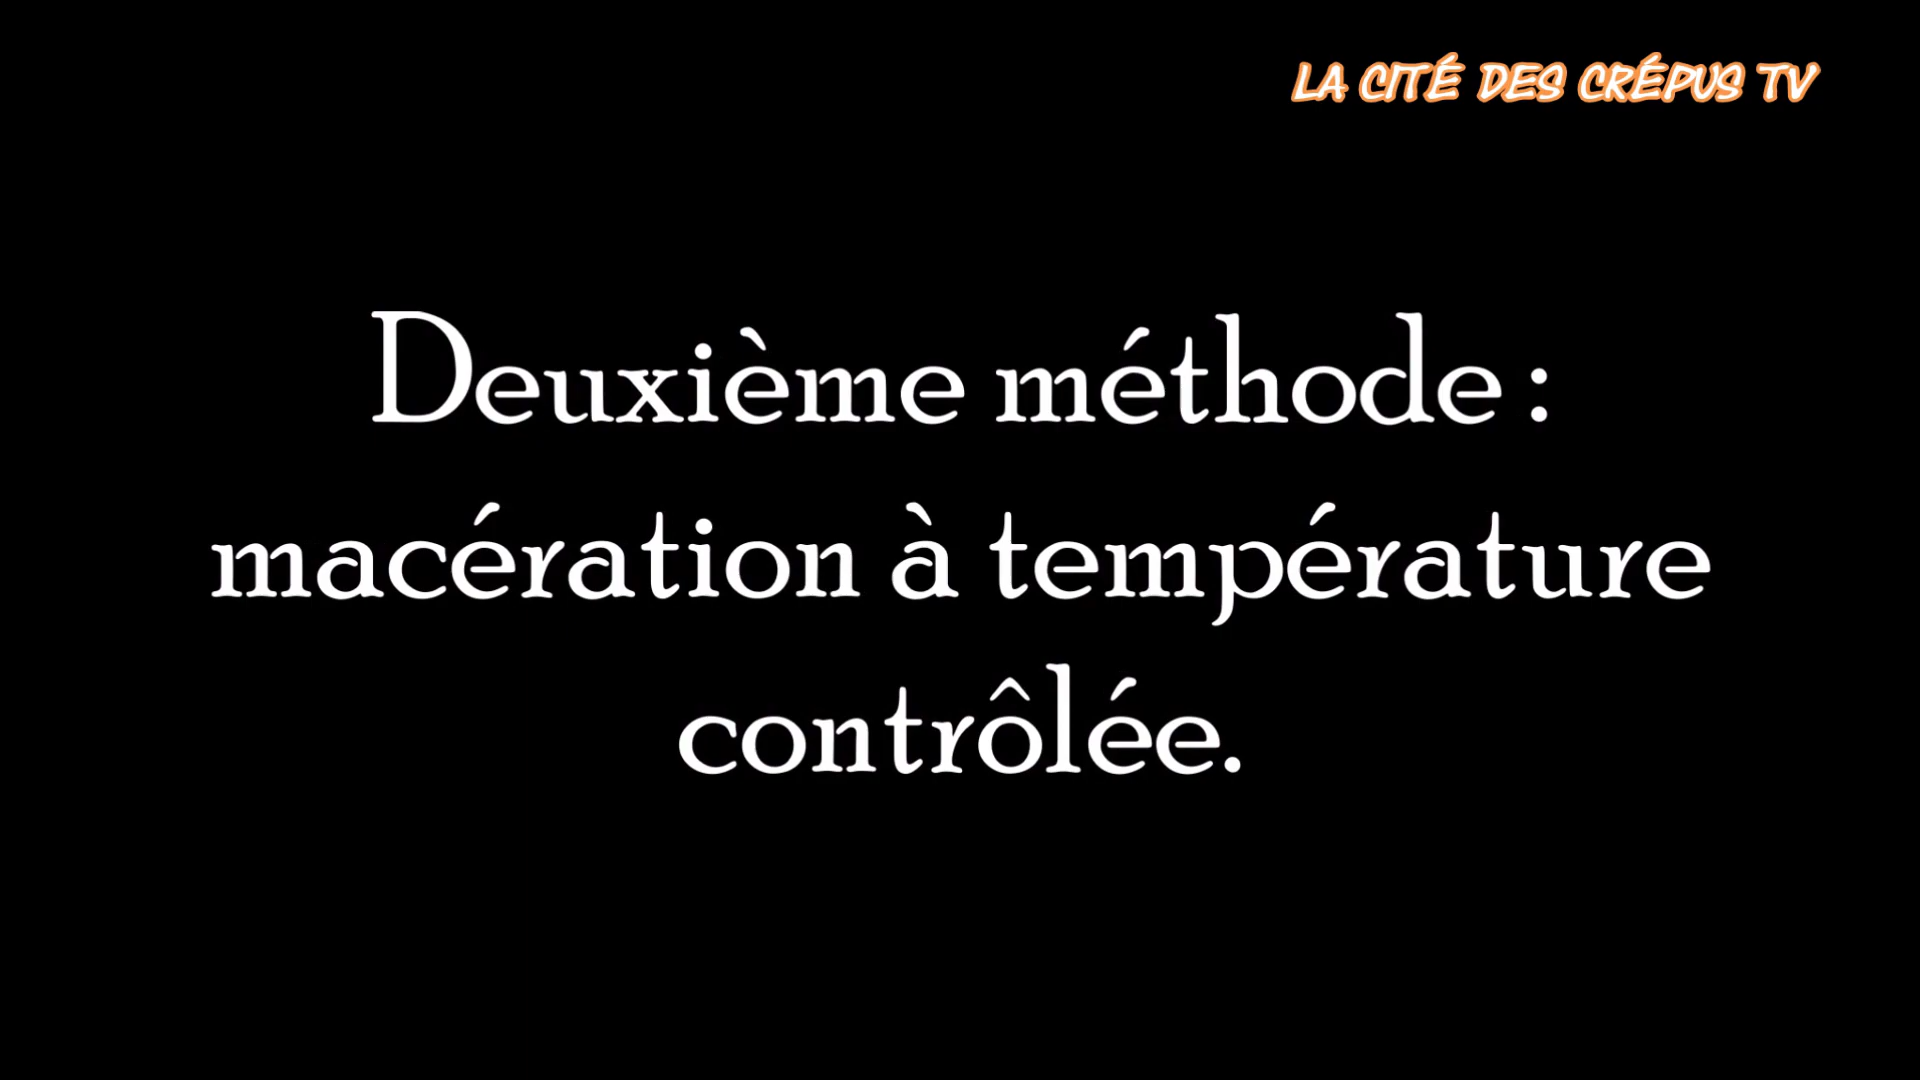 LA CITÉ DES CRÉPUS TV
Deuxième méthode :
macération à température
contrôlée.